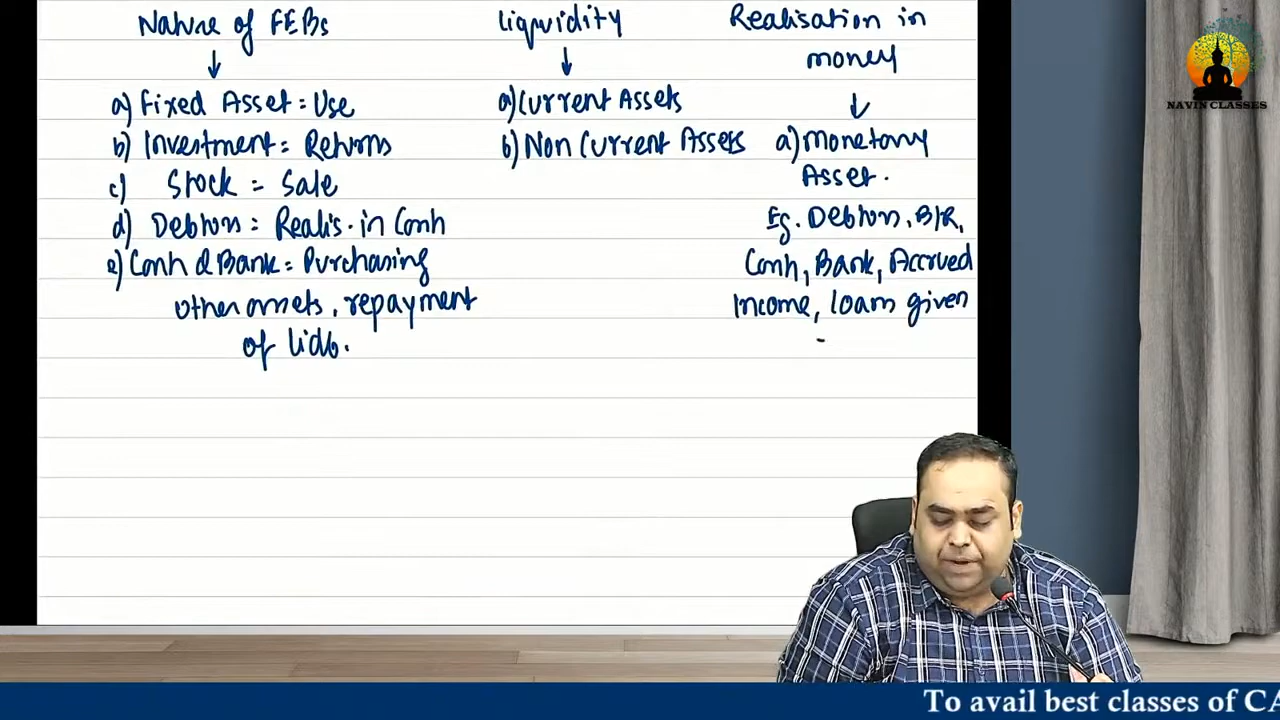 Nature of FEBs
↓
a) Fixed Asset = Use
b) Investment = Returns
c) Stock = Sale
d) Debtors = Realis. in Cash
e) Cash & Bank = Purchasing
other assets, repayment
of liab.
Liquidity
↓
a) Current Assets
b) Non Current Assets
Realisation in
money
↓
a) Monetary
Asset.
Eg. Debtors, B/R,
Cash, Bank, Accrued
Income, loans given
NAVIN CLASSES
To avail best classes of CA